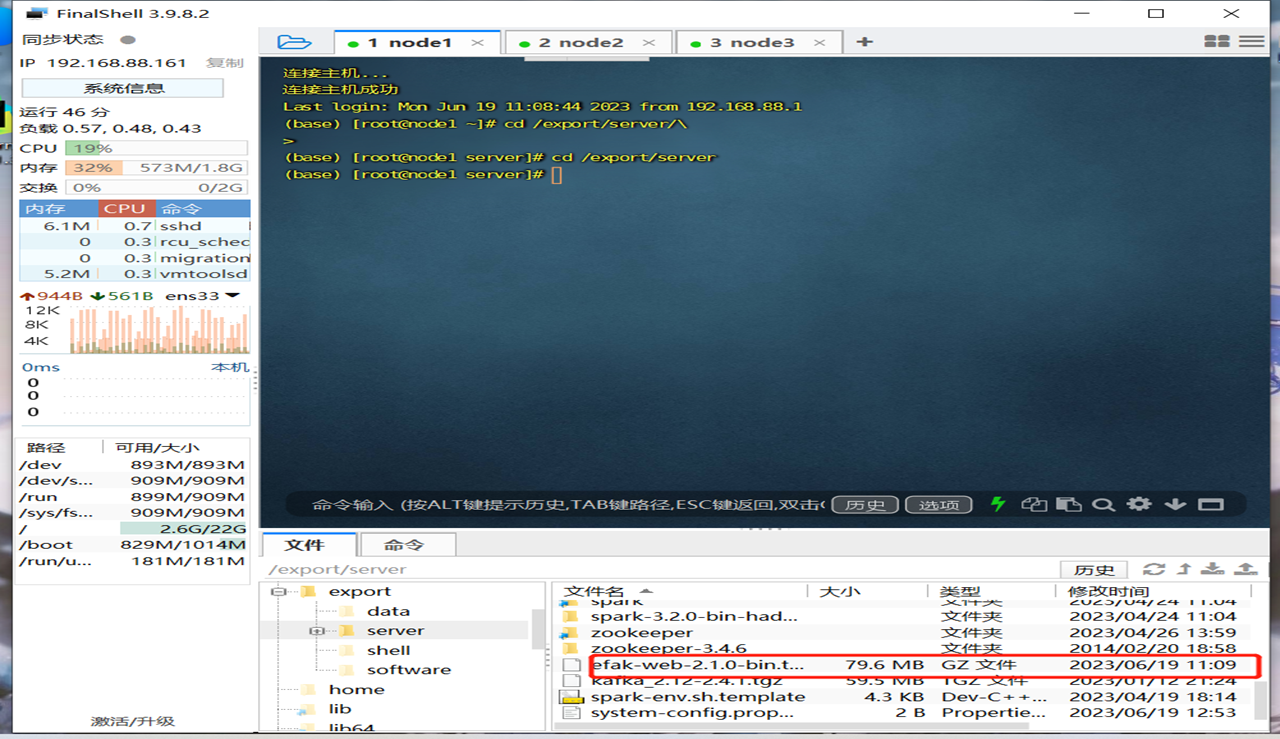 FinalShell 3.9.8.2
同步状态
IP 192.168.88.161 复制
系统信息
运行 46 分
负载 0.57, 0.48, 0.43
CPU 19%
内存 32% 573M/1.8G
交换 0% 0/2G
内存 CPU 命令
6.1M 0.7 sshd
0 0.3 rcu_schec
0 0.3 migration
5.2M 0.3 vmtoolsd
944B 561B ens33
12K
8K
4K
0ms 本机
0
0
0
路径 可用/大小
/dev 893M/893M
/dev/s... 909M/909M
/run 899M/909M
/sys/fs... 909M/909M
/ 2.6G/22G
/boot 829M/1014M
/run/u... 181M/181M
激活/升级
1 node1 2 node2 3 node3
连接主机...
连接主机成功
Last login: Mon Jun 19 11:08:44 2023 from 192.168.88.1
(base) [root@node1 ~]# cd /export/server/\
>
(base) [root@node1 server]# cd /export/server
(base) [root@node1 server]#
命令输入 (按ALT键提示历史,TAB键路径,ESC键返回,双击 历史 选项
文件 命令
/export/server 历史
export
data
server
shell
software
home
lib
lib64
文件名 大小 类型 修改时间
spark 文件夹 2023/04/24 11:04
spark-3.2.0-bin-had... 文件夹 2023/04/24 11:04
zookeeper 文件夹 2023/04/26 13:59
zookeeper-3.4.6 文件夹 2014/02/20 18:58
efak-web-2.1.0-bin.t... 79.6 MB GZ 文件 2023/06/19 11:09
kafka_2.12-2.4.1.tgz 59.5 MB TGZ 文件 2023/01/12 21:24
spark-env.sh.template 4.3 KB Dev-C++... 2023/04/19 18:14
system-config.prop... 2 B Propertie... 2023/06/19 12:53